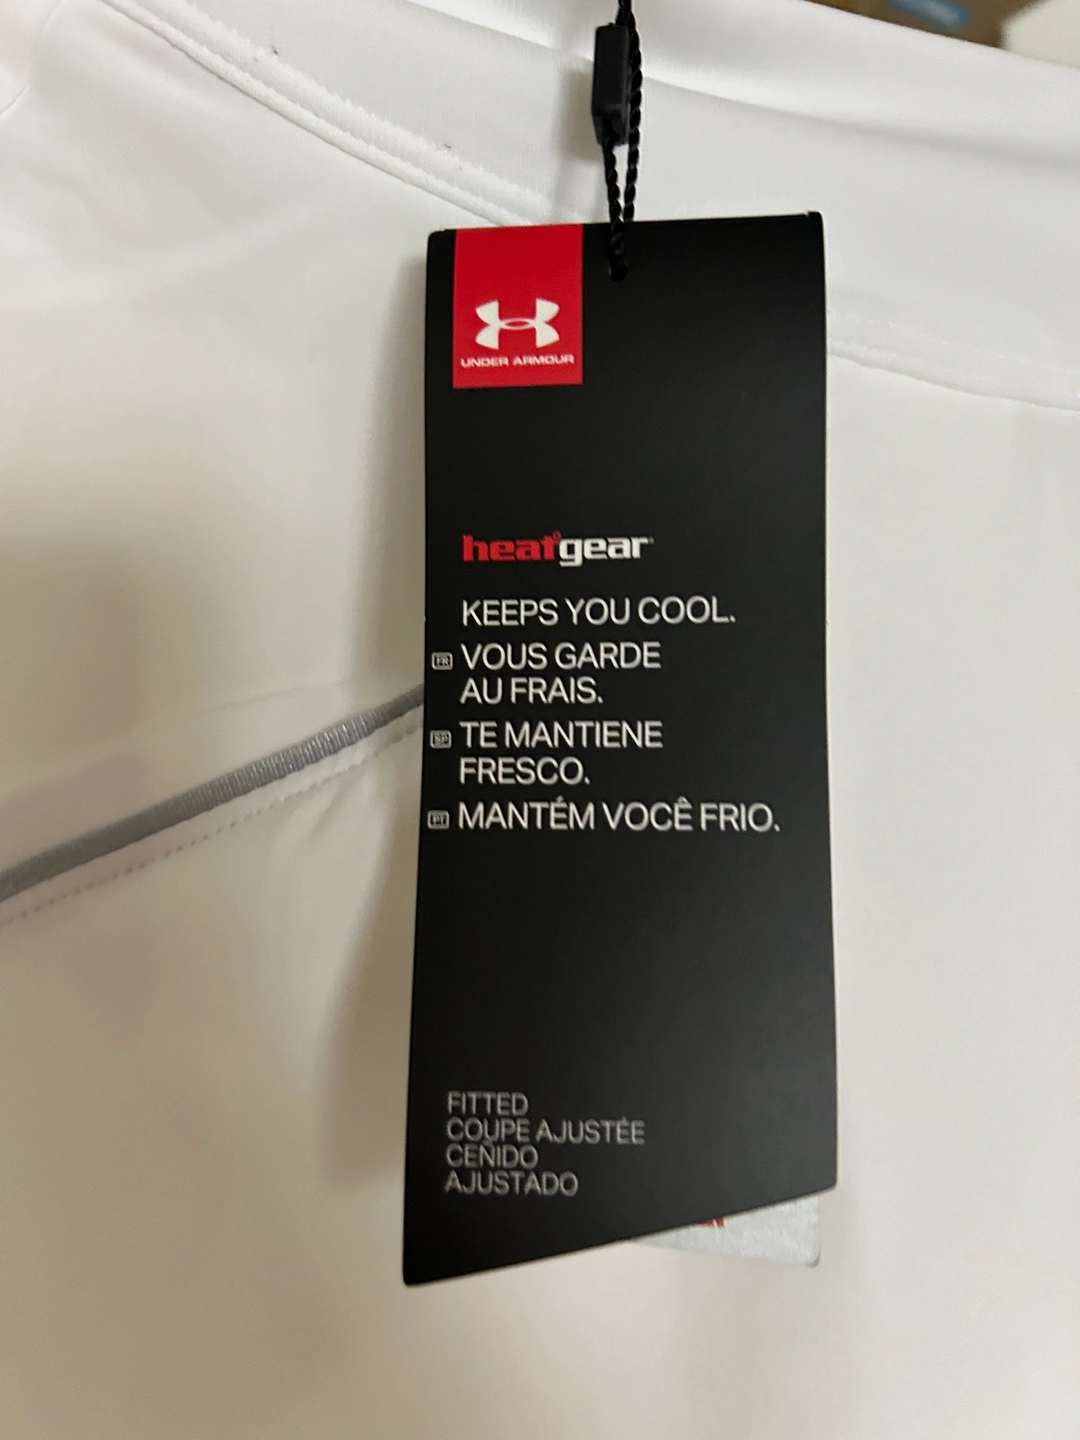 UNDER ARMOUR
heatgear
KEEPS YOU COOL.
FR VOUS GARDE
AU FRAIS.
SP TE MANTIENE
FRESCO.
PT MANTÉM VOCÊ FRIO.
FITTED
COUPE AJUSTÉE
CEÑIDO
AJUSTADO